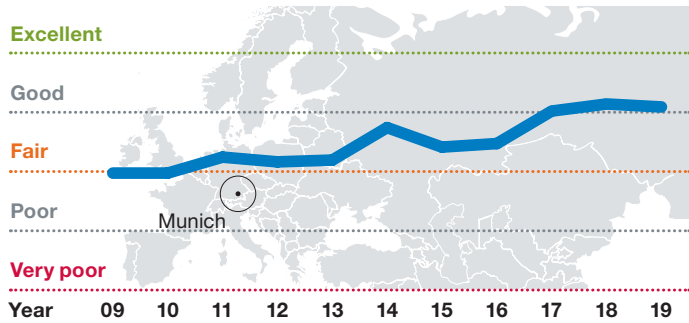 Excellent
Good
Fair
Poor
Munich
Very poor
Year 09 10 11 12 13 14 15 16 17 18 19